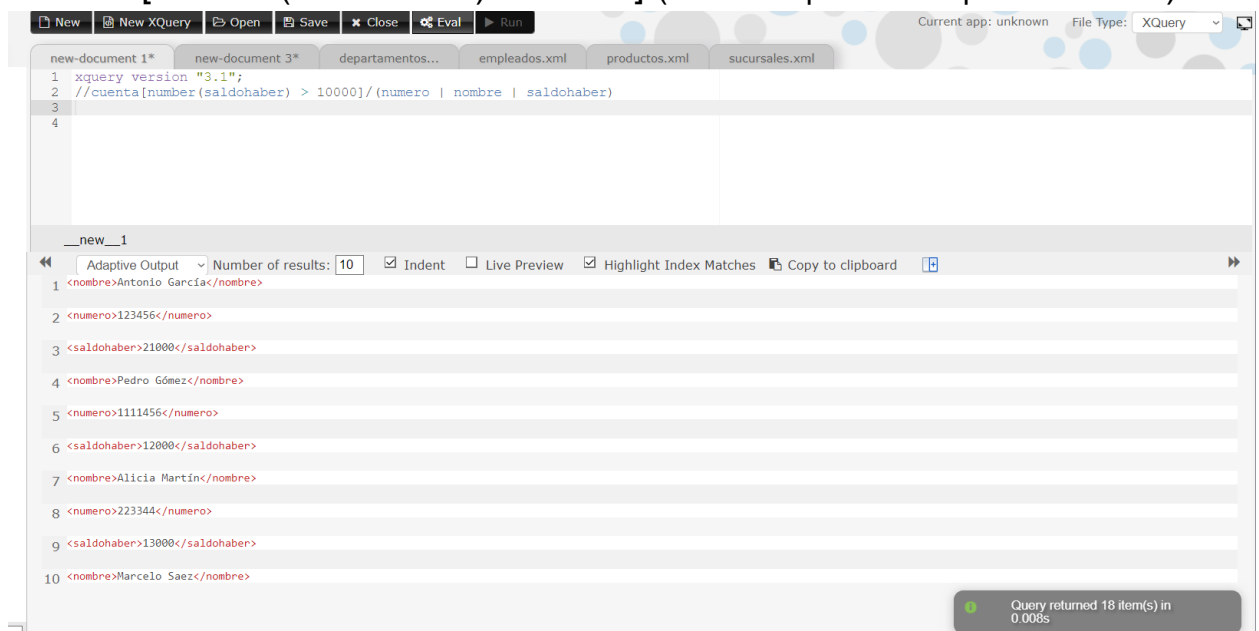 New New XQuery Open Save Close Eval Run Current app: unknown File Type: XQuery
new-document 1* new-document 3* departamentos... empleados.xml productos.xml sucursales.xml
1 xquery version "3.1";
2 //cuenta[number(saldohaber) > 10000]/(numero | nombre | saldohaber)
3
4
__new__1
Adaptive Output Number of results: 10 Indent Live Preview Highlight Index Matches Copy to clipboard
1 <nombre>Antonio García</nombre>
2 <numero>123456</numero>
3 <saldohaber>21000</saldohaber>
4 <nombre>Pedro Gómez</nombre>
5 <numero>1111456</numero>
6 <saldohaber>12000</saldohaber>
7 <nombre>Alicia Martín</nombre>
8 <numero>223344</numero>
9 <saldohaber>13000</saldohaber>
10 <nombre>Marcelo Saez</nombre>
Query returned 18 item(s) in
0.008s